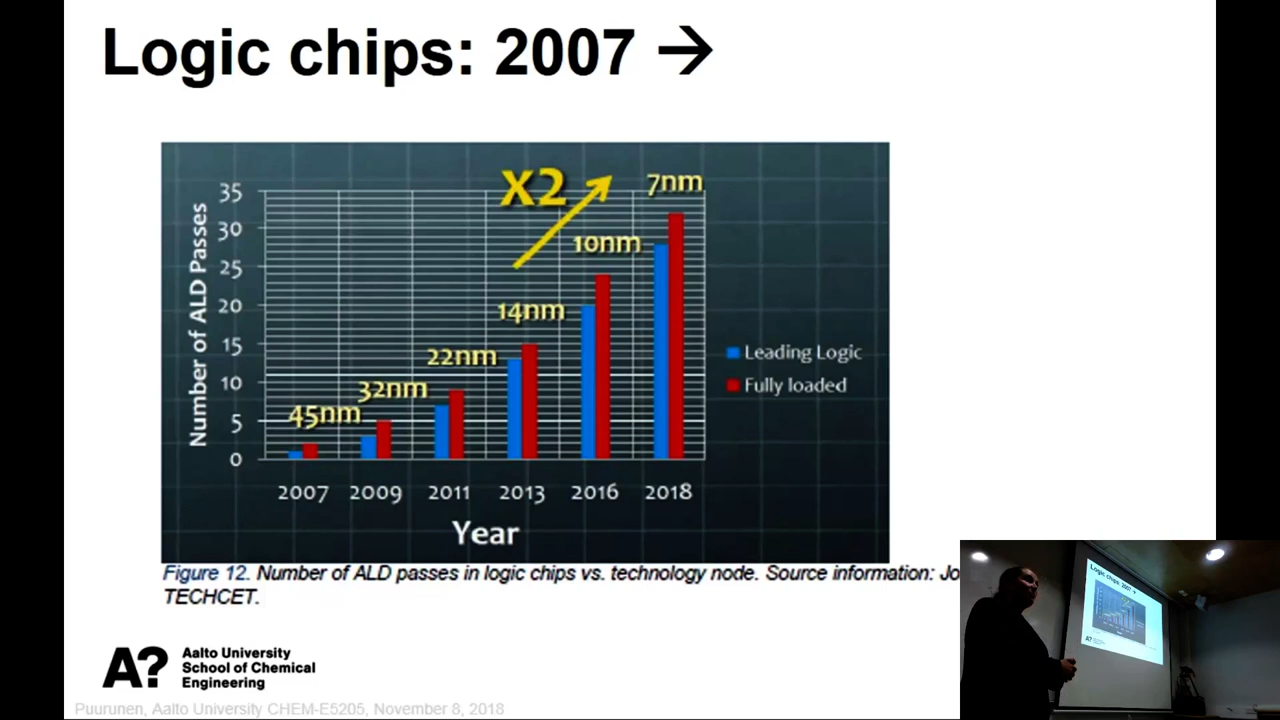 Logic chips: 2007 →
Number of ALD Passes
35
30
25
20
15
10
5
0
X2
45nm
32nm
22nm
14nm
10nm
7nm
Leading Logic
Fully loaded
2007 2009 2011 2013 2016 2018
Year
Figure 12. Number of ALD passes in logic chips vs. technology node. Source information: Jo
TECHCET.
A?
Aalto University
School of Chemical
Engineering
Puurunen, Aalto University CHEM-E5205, November 8, 2018
Logic chips: 2007 →